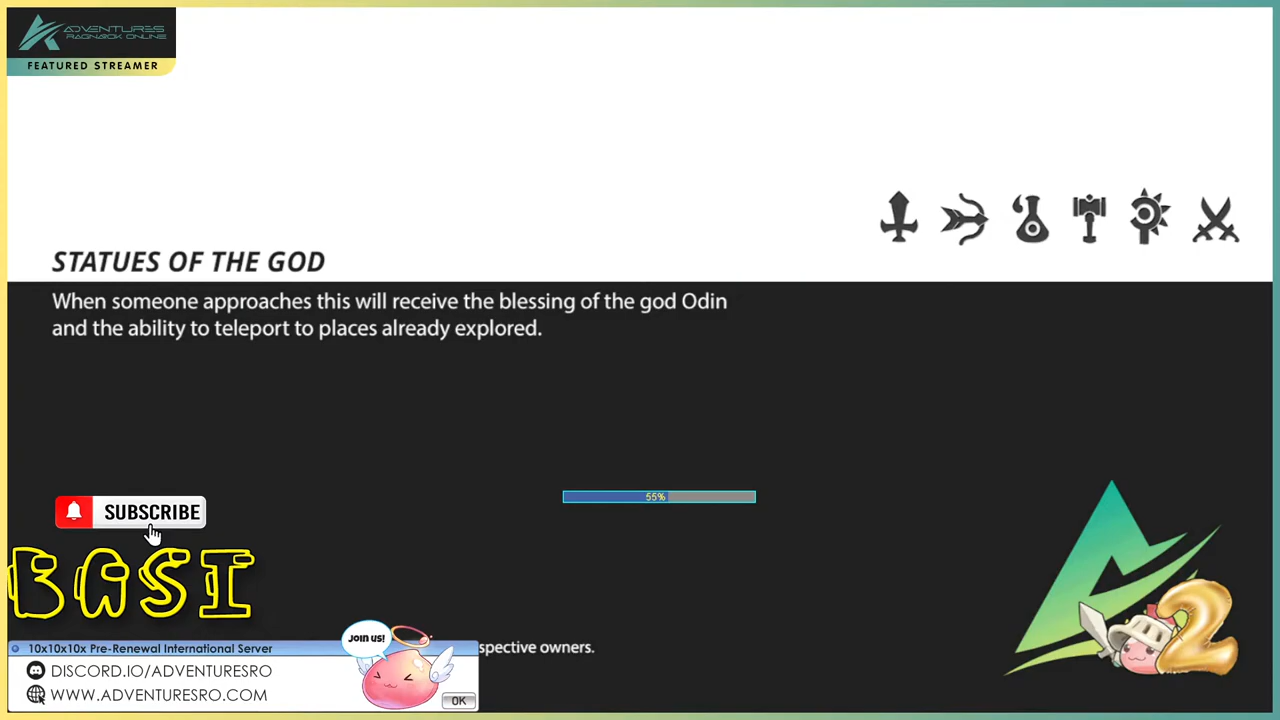 ADVENTURES
RAGNAROK ONLINE
FEATURED STREAMER
STATUES OF THE GOD
When someone approaches this will receive the blessing of the god Odin
and the ability to teleport to places already explored.
55%
SUBSCRIBE
EASI
2
JOIN US!
10x10x10x Pre-Renewal International Server
spective owners.
DISCORD.IO/ADVENTURESRO
WWW.ADVENTURESRO.COM
OK